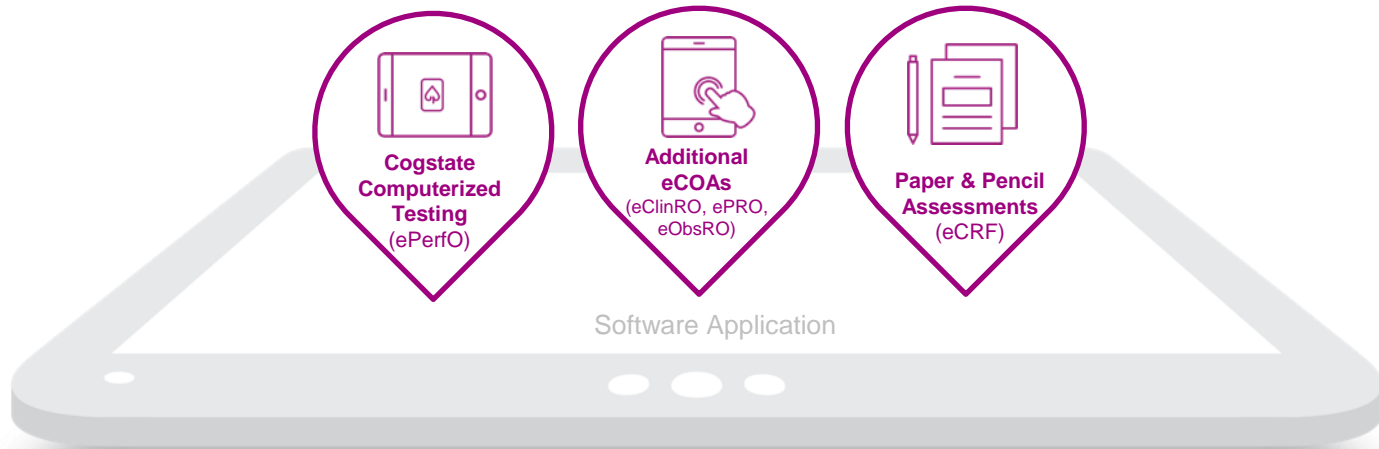 Cogstate
Computerized
Testing
(ePerfO)
Additional
eCOAs
(eClinRO, ePRO,
eObsRO)
Paper & Pencil
Assessments
(eCRF)
Software Application